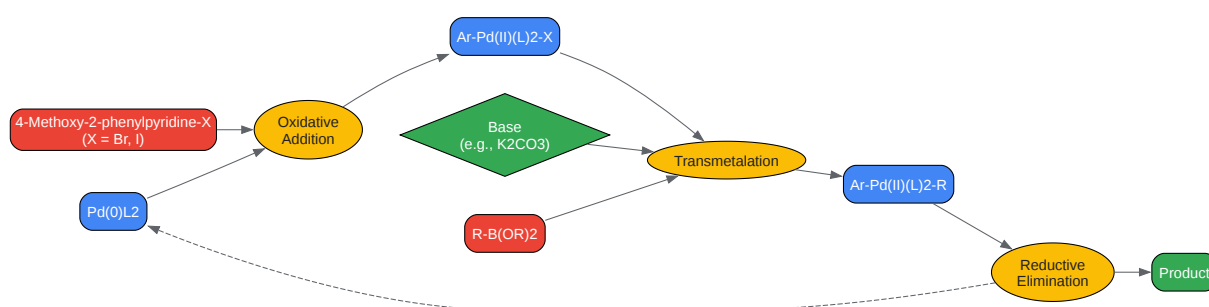 Ar-Pd(II)(L)2-X
4-Methoxy-2-phenylpyridine-X
(X = Br, I)
Oxidative
Addition
Base
(e.g., K2CO3)
Transmetalation
Pd(0)L2
R-B(OR)2
Ar-Pd(II)(L)2-R
Reductive
Elimination
Product